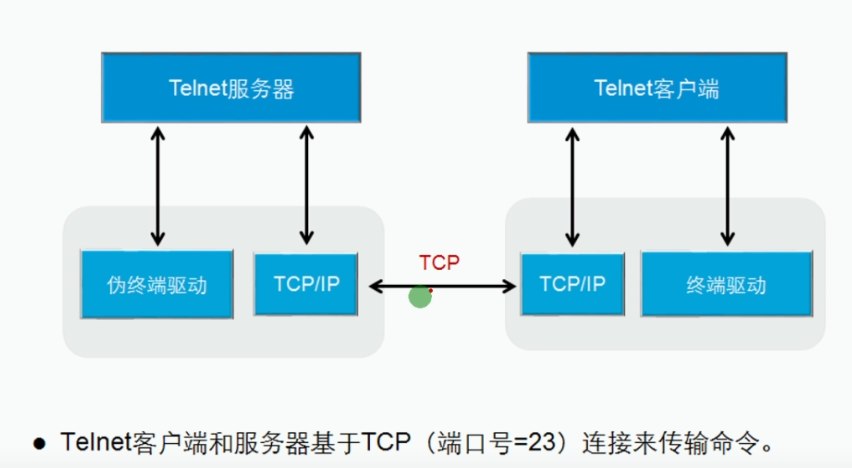 Telnet服务器
Telnet客户端
伪终端驱动
TCP/IP
TCP
TCP/IP
终端驱动
● Telnet客户端和服务器基于TCP（端口号=23）连接来传输命令。